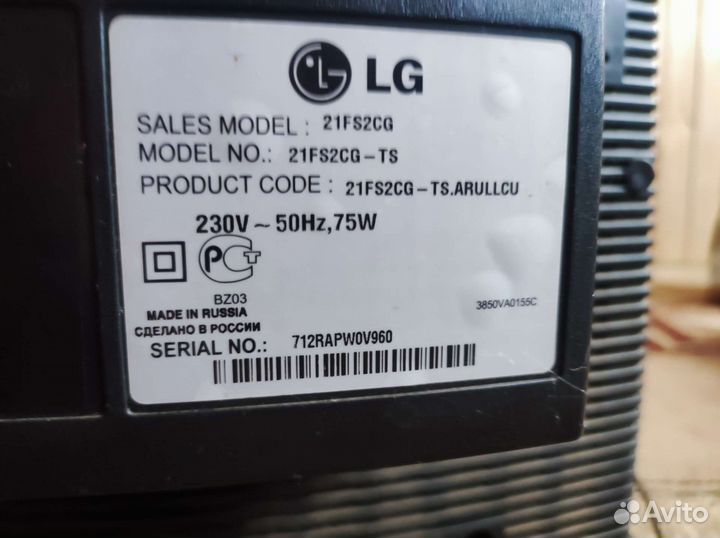 LG
SALES MODEL : 21FS2CG
MODEL NO.: 21FS2CG-TS
PRODUCT CODE : 21FS2CG-TS.ARULLCU
230V ~ 50Hz,75W
РСТ
BZ03
3850VA0155C
MADE IN RUSSIA
СДЕЛАНО В РОССИИ
SERIAL NO.: 712RAPW0V960
Avito